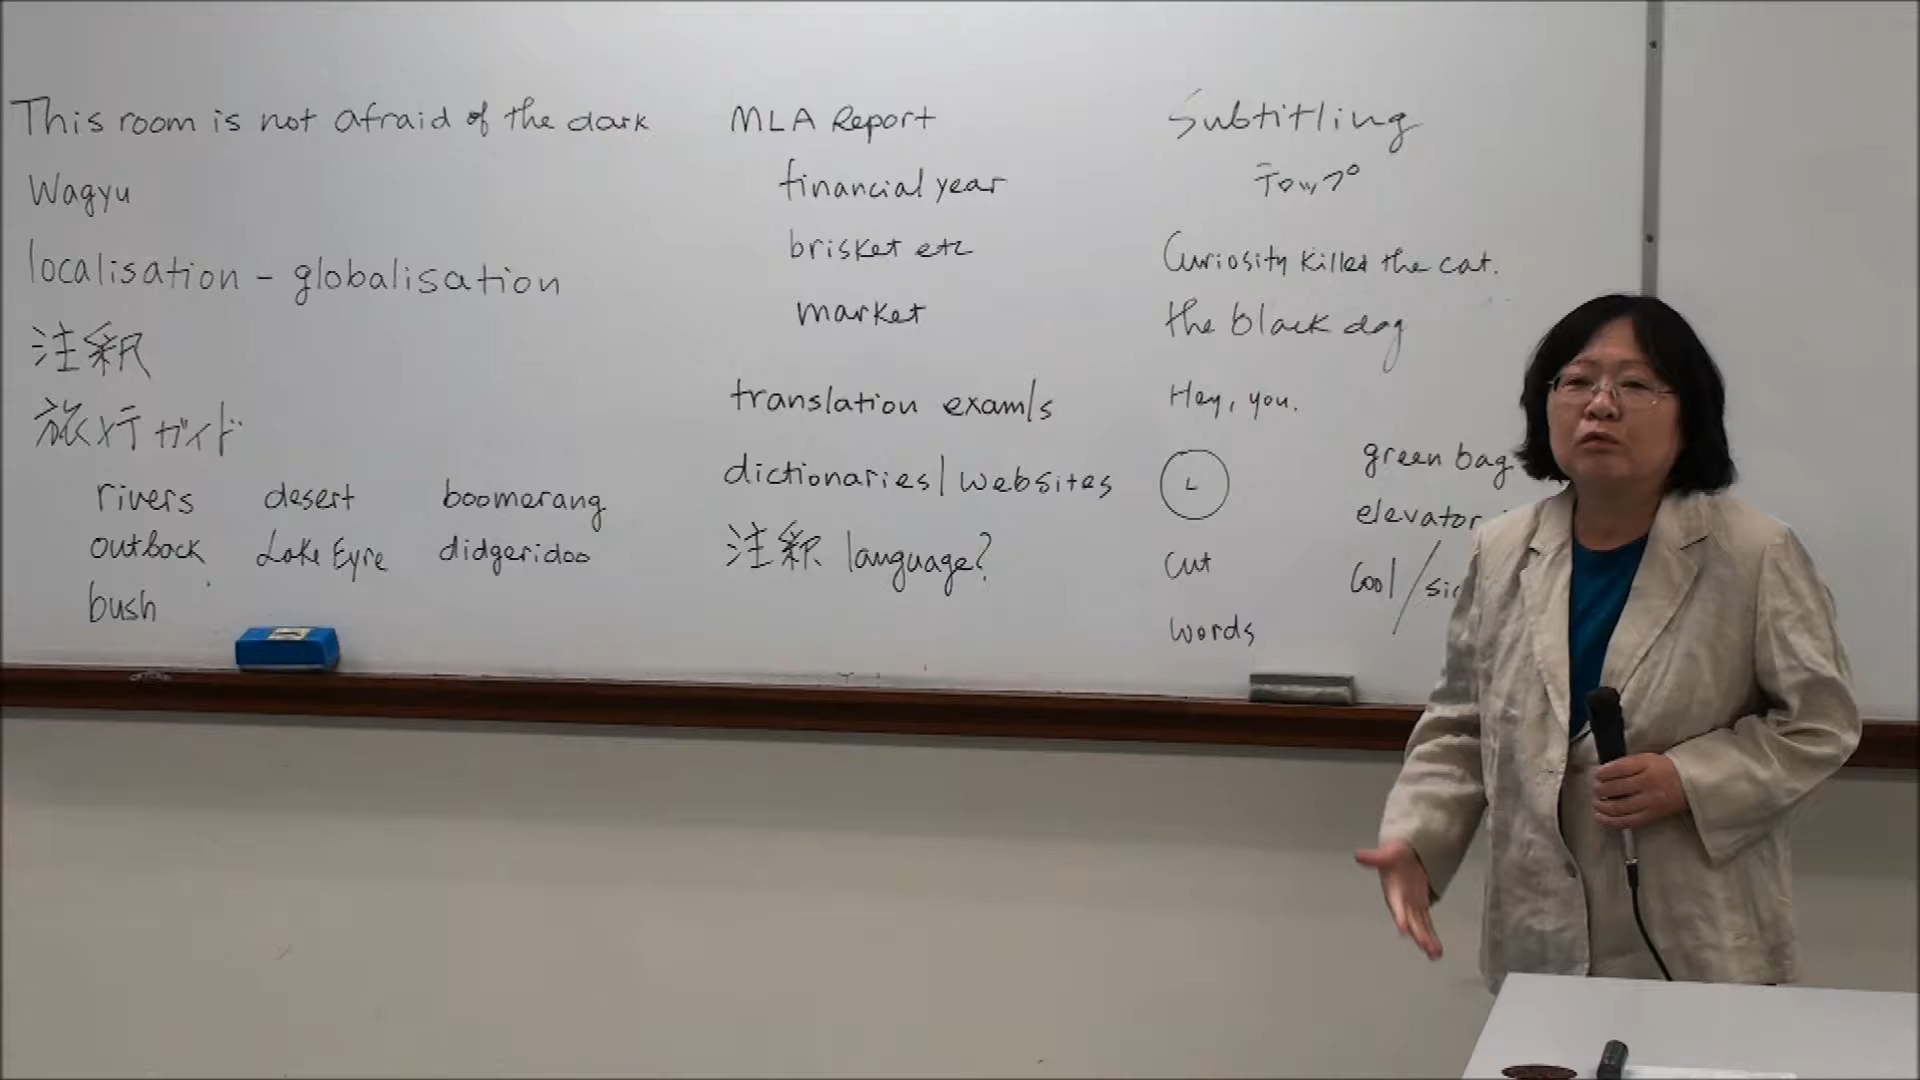 This room is not afraid of the dark
Wagyu
localisation - globalisation
注釈
旅行ガイド
rivers desert boomerang
outback Lake Eyre didgeridoo
bush
MLA Report
financial year
brisket etc
market
translation exam/s
dictionaries/websites
注釈 language?
Subtitling
テロップ
Curiosity killed the cat.
the black dog
Hey, you.
L
cut
words
green bag
elevator
cool/